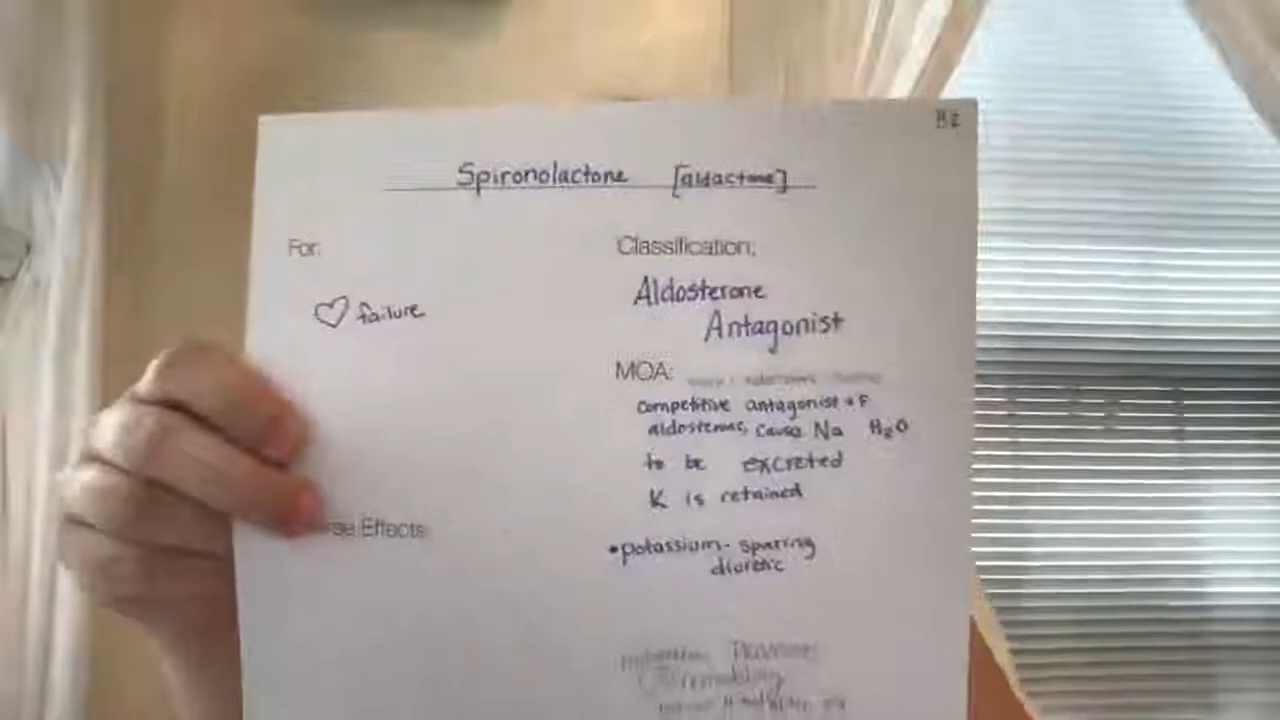 Spironolactone [aldactone]
For:
failure
se Effects
Classification:
Aldosterone
Antagonist
MOA:
competitive antagonist of
aldosterone, cause Na H₂O
to be excreted
K is retained
•potassium-sparing
diuretic